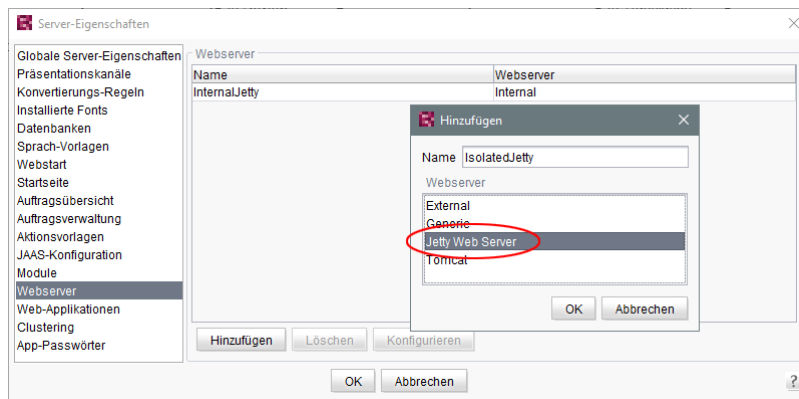 Server-Eigenschaften
Globale Server-Eigenschaften
Präsentationskanäle
Konvertierungs-Regeln
Installierte Fonts
Datenbanken
Sprach-Vorlagen
Webstart
Startseite
Auftragsübersicht
Auftragsverwaltung
Aktionsvorlagen
JAAS-Konfiguration
Module
Webserver
Web-Applikationen
Clustering
App-Passwörter
Webserver
Name Webserver
InternalJetty Internal
Hinzufügen
Name IsolatedJetty
Webserver
External
Generic
Jetty Web Server
Tomcat
OK Abbrechen
Hinzufügen Löschen Konfigurieren
OK Abbrechen ?